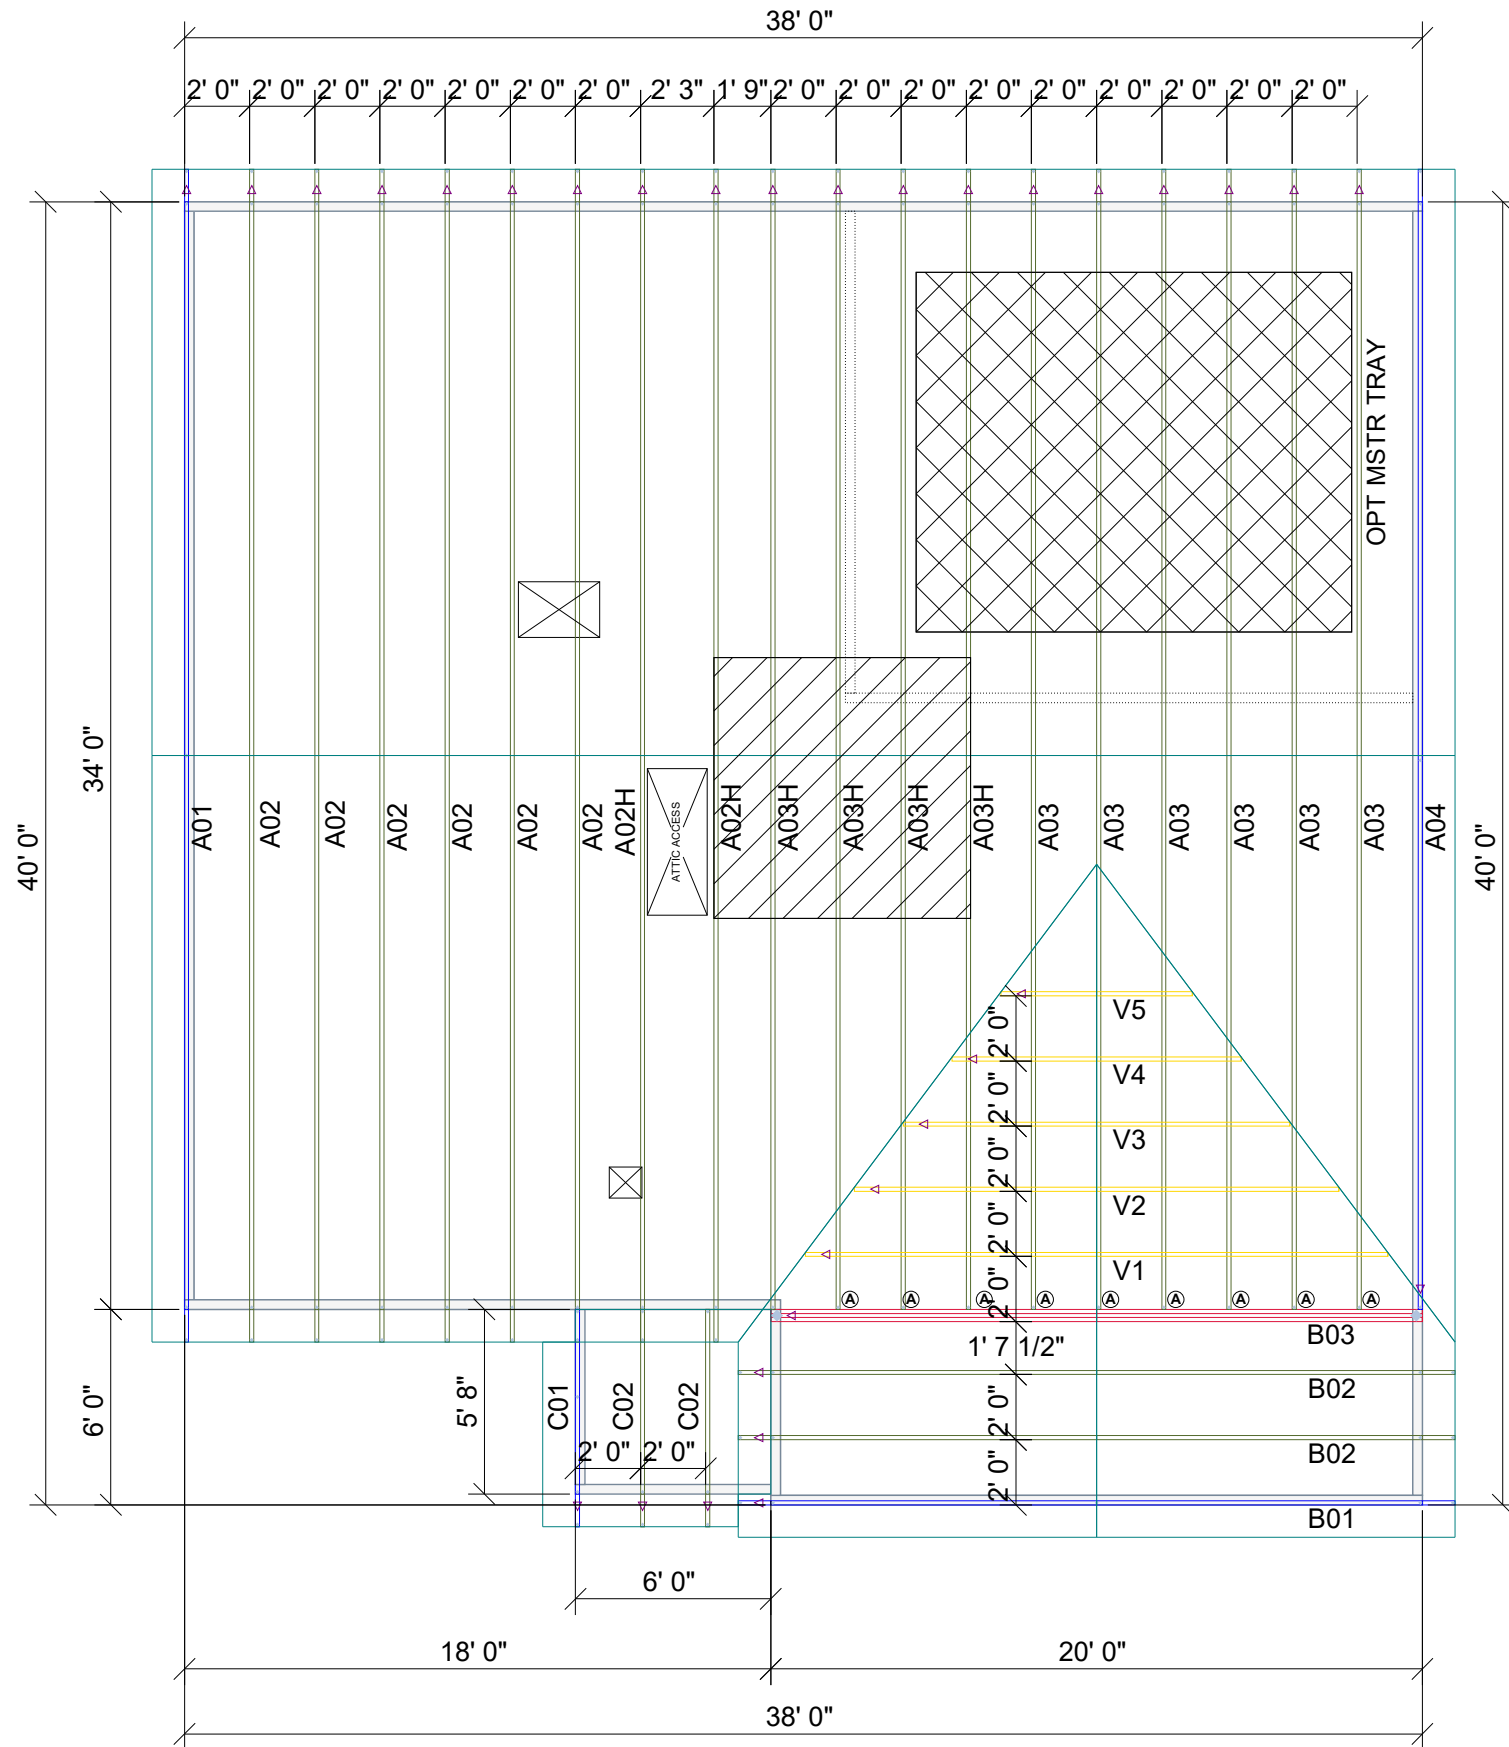 38' 0"
2' 0" 2' 0" 2' 0" 2' 0" 2' 0" 2' 0" 2' 0" 2' 3" 1' 9" 2' 0" 2' 0" 2' 0" 2' 0" 2' 0" 2' 0" 2' 0" 2' 0" 2' 0"
OPT MSTR TRAY
34' 0"
40' 0"
40' 0"
A01 A02 A02 A02 A02 A02 A02 A02H A02H A03H A03H A03H A03H A03 A03 A03 A03 A03 A03 A04
ATTIC ACCESS
V5
2' 0"
V4
2' 0"
V3
2' 0"
V2
2' 0"
V1
2' 0"
A A A A A A A A A
B03
1' 7 1/2"
B02
2' 0"
B02
2' 0"
B01
6' 0"
5' 8"
C01 C02 C02
2' 0" 2' 0"
6' 0"
18' 0" 20' 0"
38' 0"